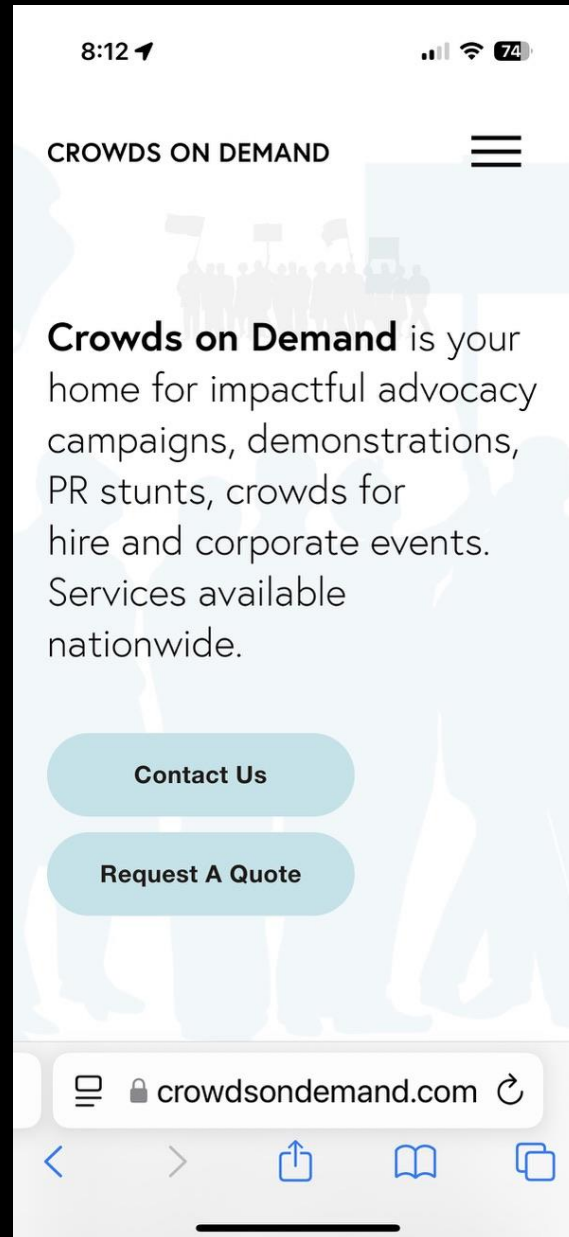 8:12
74
CROWDS ON DEMAND
Crowds on Demand is your
home for impactful advocacy
campaigns, demonstrations,
PR stunts, crowds for
hire and corporate events.
Services available
nationwide.
Contact Us
Request A Quote
crowdsondemand.com